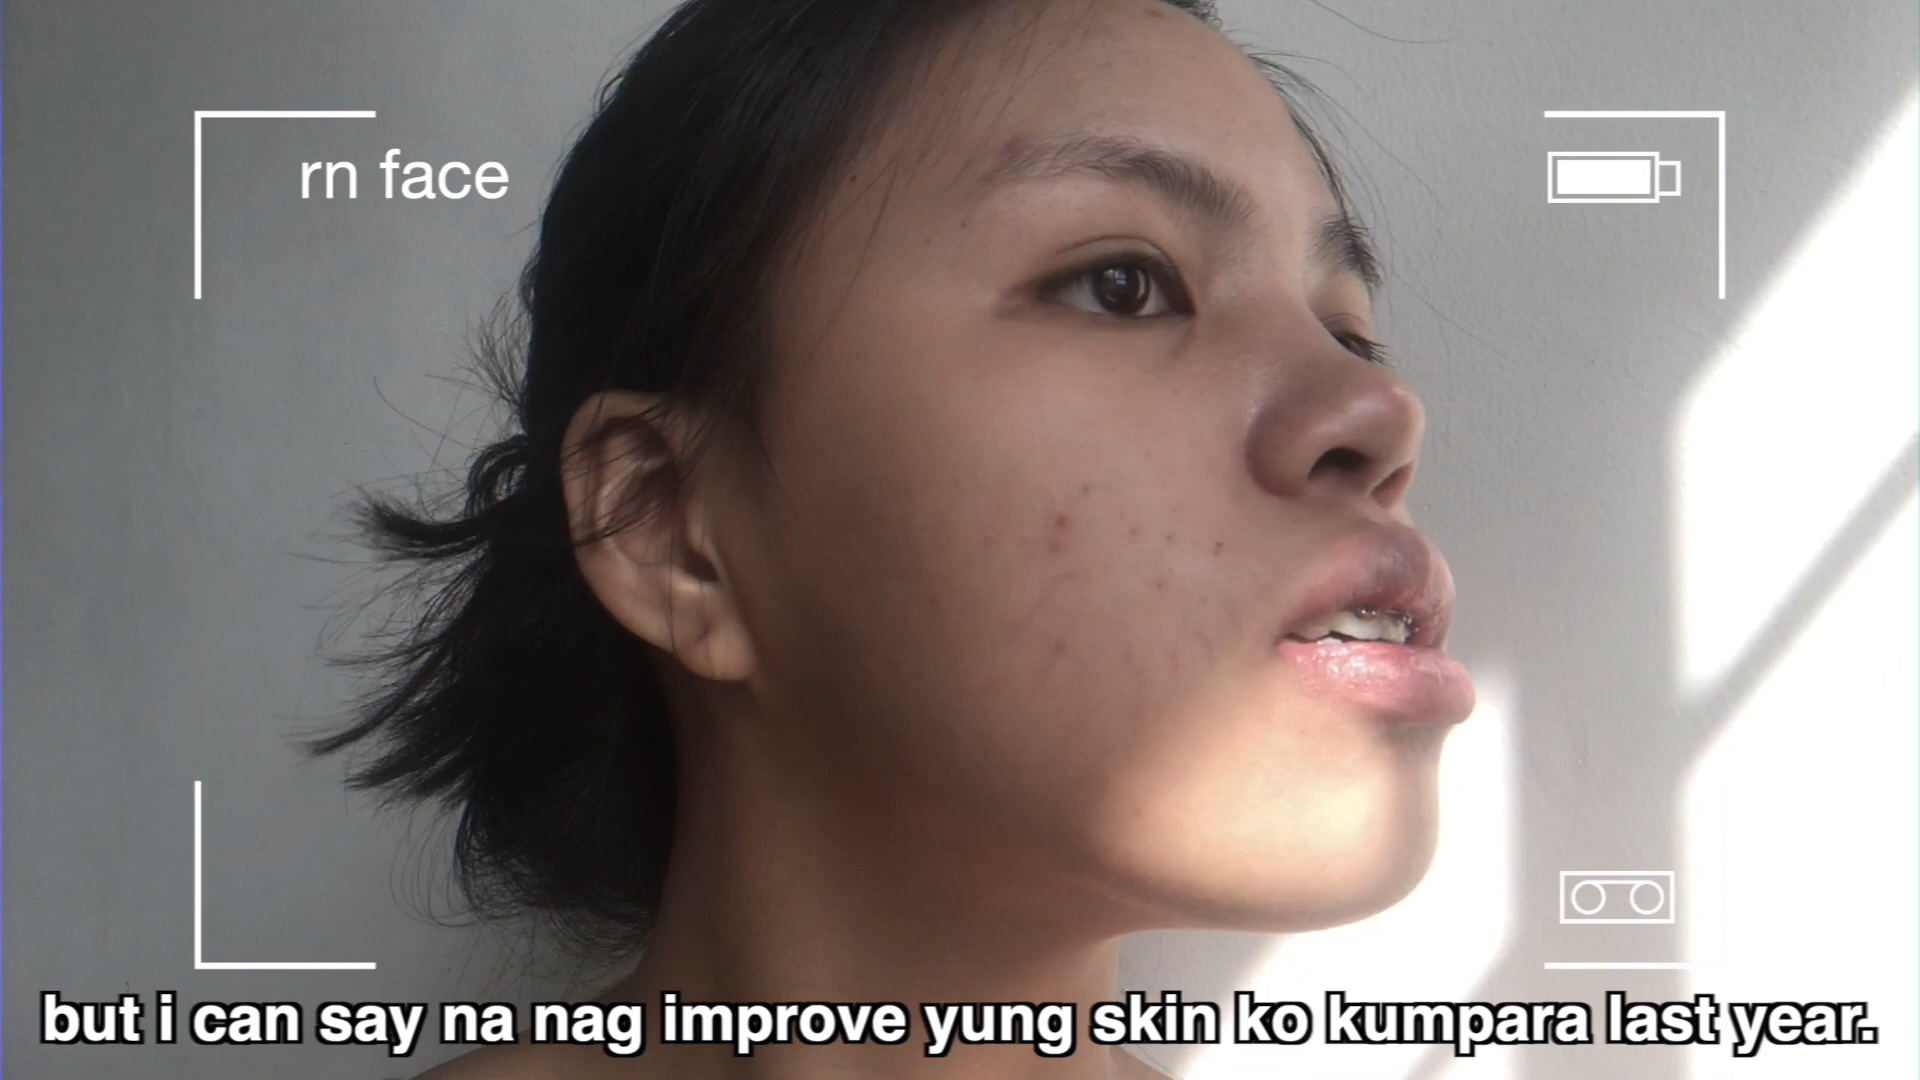 rn face
but i can say na nag improve yung skin ko kumpara last year.